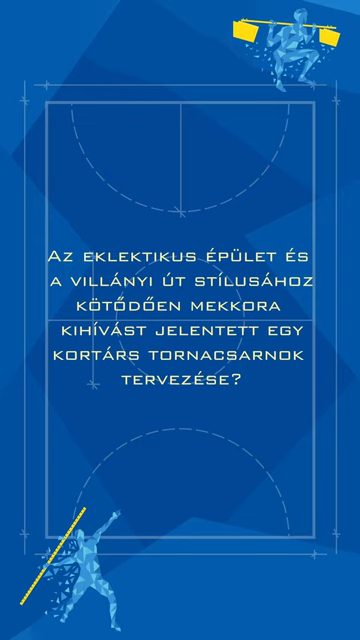 Az eklektikus épület és
a villányi út stílusához
kötődően mekkora
kihívást jelentett egy
kortárs tornacsarnok
tervezése?